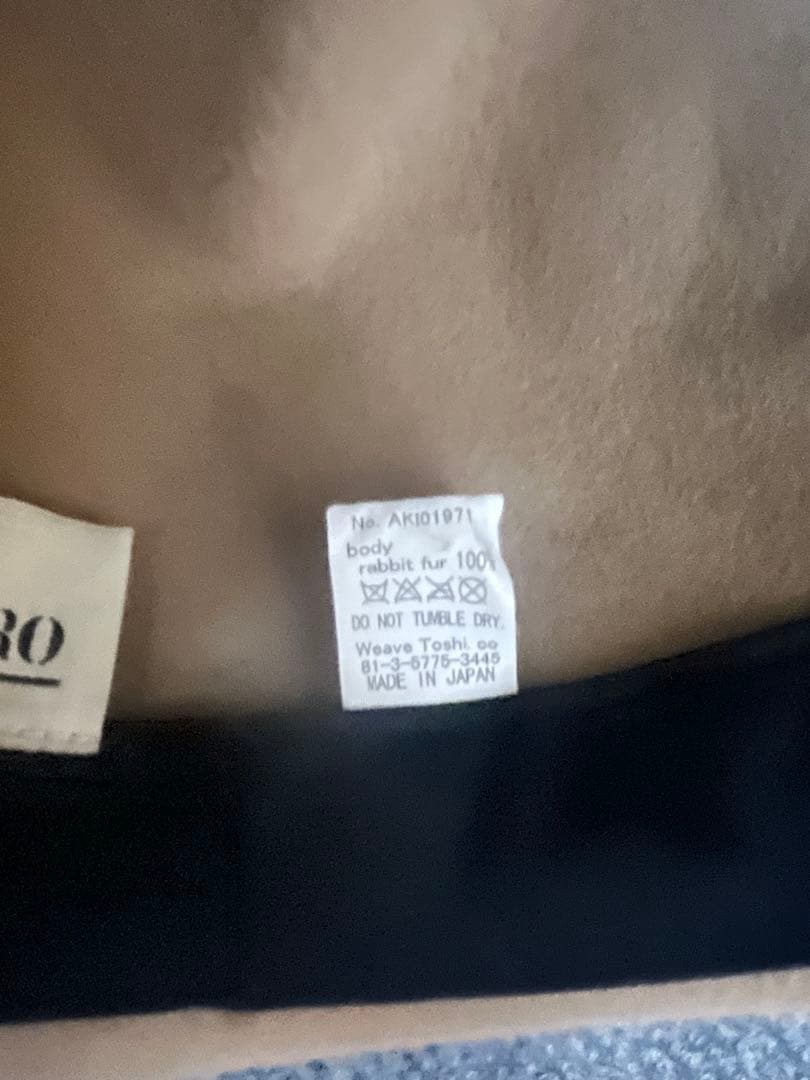 RO
No. AKI01971
body
rabbit fur 100%
DO NOT TUMBLE DRY.
Weave Toshi. co
81-3-5775-3445
MADE IN JAPAN